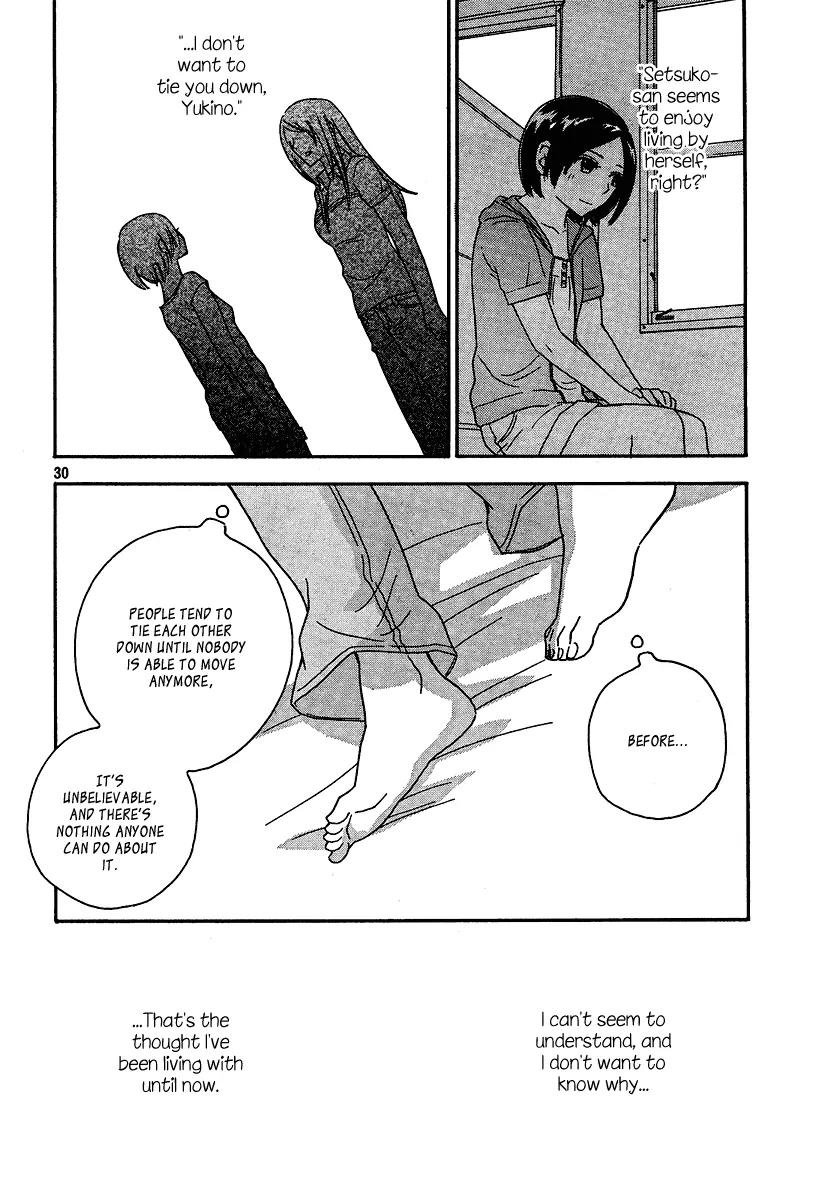 "Setsuko-
san seems
to enjoy
living by
herself,
right?"
"...I don't
want to
tie you down,
Yukino."
30
BEFORE...
PEOPLE TEND TO
TIE EACH OTHER
DOWN UNTIL NOBODY
IS ABLE TO MOVE
ANYMORE,
IT'S
UNBELIEVABLE,
AND THERE'S
NOTHING ANYONE
CAN DO ABOUT
IT.
I can't seem to
understand, and
I don't want to
know why...
...That's the
thought I've
been living with
until now.